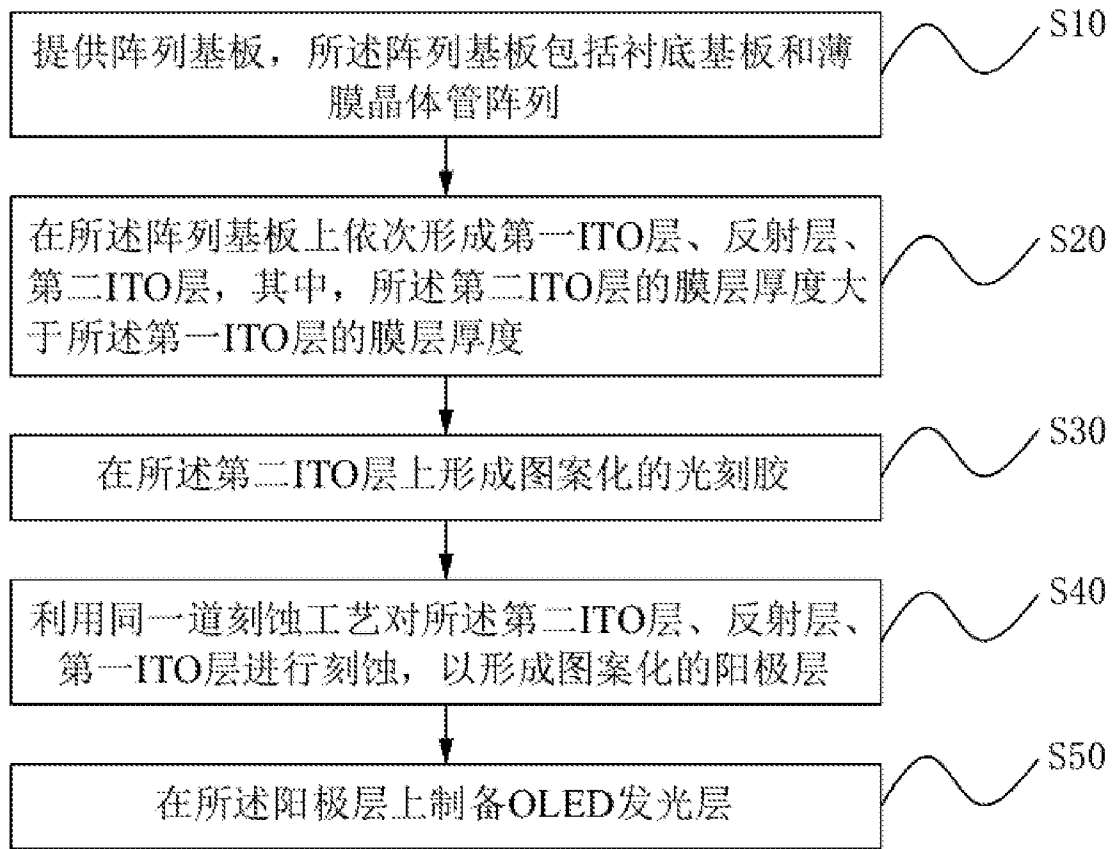 提供阵列基板，所述阵列基板包括衬底基板和薄
膜晶体管阵列
S10
在所述阵列基板上依次形成第一ITO层、反射层、
第二ITO层，其中，所述第二ITO层的膜层厚度大
于所述第一ITO层的膜层厚度
S20
在所述第二ITO层上形成图案化的光刻胶
S30
利用同一道刻蚀工艺对所述第二ITO层、反射层、
第一ITO层进行刻蚀，以形成图案化的阳极层
S40
在所述阳极层上制备OLED发光层
S50